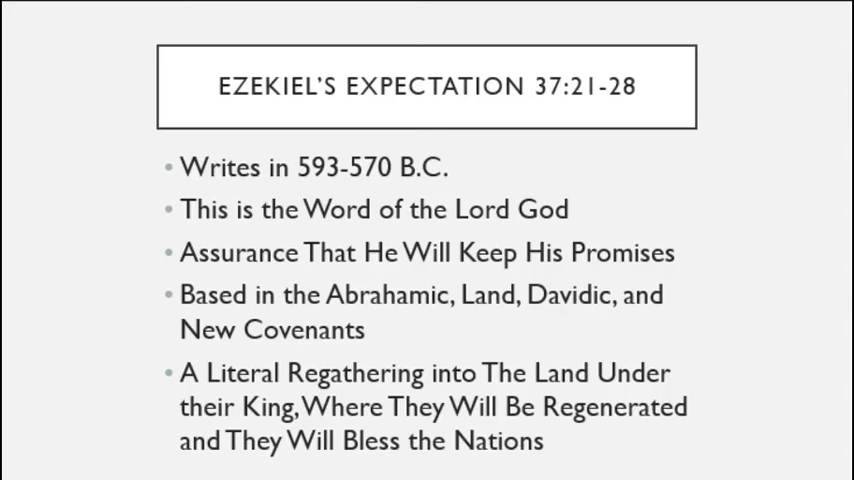 EZEKIEL'S EXPECTATION 37:21-28
• Writes in 593-570 B.C.
• This is the Word of the Lord God
• Assurance That He Will Keep His Promises
• Based in the Abrahamic, Land, Davidic, and
New Covenants
• A Literal Regathering into The Land Under
their King, Where They Will Be Regenerated
and They Will Bless the Nations